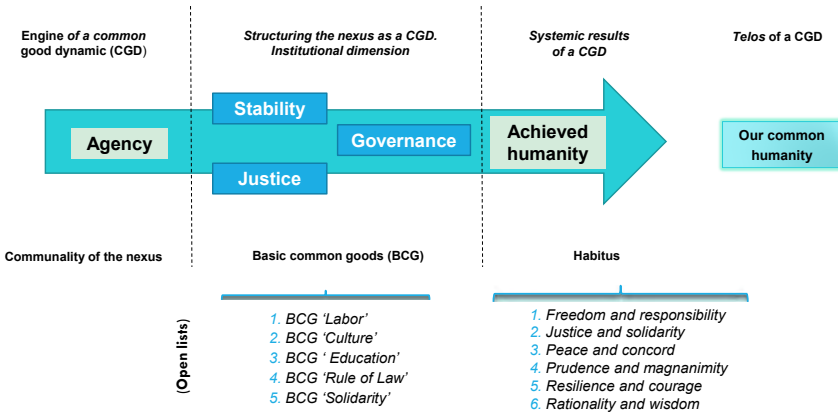 Engine of a common
good dynamic (CGD)
Structuring the nexus as a CGD.
Institutional dimension
Systemic results
of a CGD
Telos of a CGD
Agency
Stability
Justice
Governance
Achieved
humanity
Our common
humanity
Communality of the nexus
Basic common goods (BCG)
Habitus
(Open lists)
1. BCG ‘Labor’
2. BCG ‘Culture’
3. BCG ‘ Education’
4. BCG ‘Rule of Law’
5. BCG ‘Solidarity’
1. Freedom and responsibility
2. Justice and solidarity
3. Peace and concord
4. Prudence and magnanimity
5. Resilience and courage
6. Rationality and wisdom